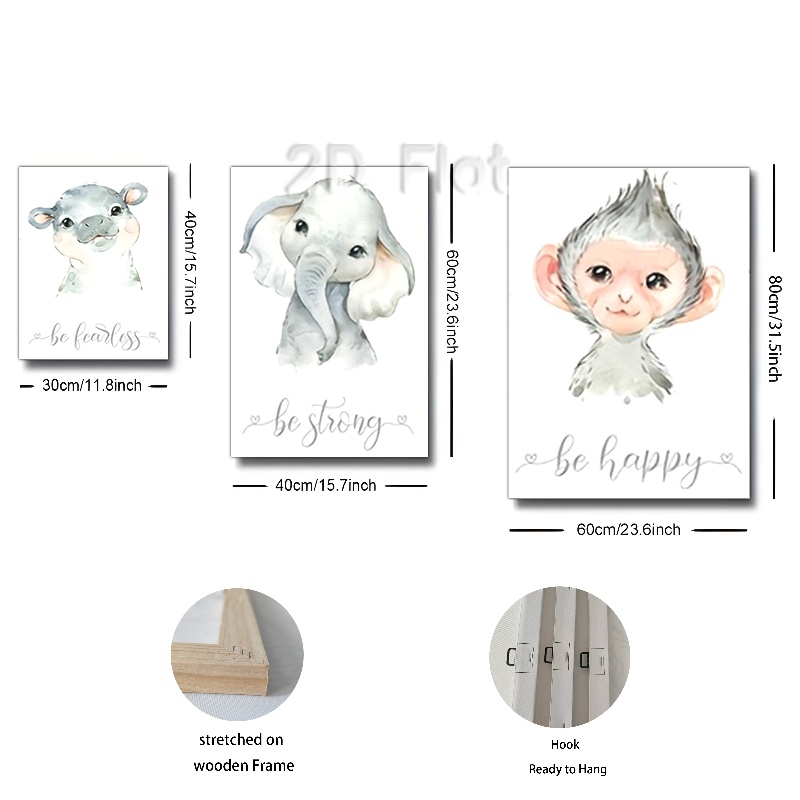 2D Flat
be fearless
40cm/15.7inch
30cm/11.8inch
be strong
60cm/23.6inch
40cm/15.7inch
be happy
80cm/31.5inch
60cm/23.6inch
stretched on
wooden Frame
Hook
Ready to Hang